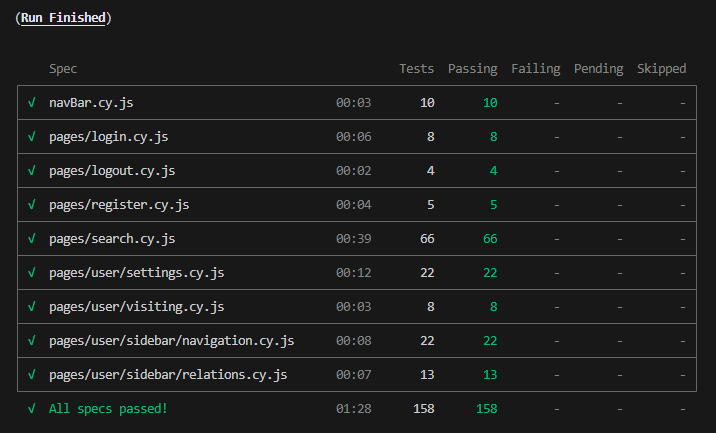 (Run Finished)
Spec Tests Passing Failing Pending Skipped
√ navBar.cy.js 00:03 10 10 - - -
√ pages/login.cy.js 00:06 8 8 - - -
√ pages/logout.cy.js 00:02 4 4 - - -
√ pages/register.cy.js 00:04 5 5 - - -
√ pages/search.cy.js 00:39 66 66 - - -
√ pages/user/settings.cy.js 00:12 22 22 - - -
√ pages/user/visiting.cy.js 00:03 8 8 - - -
√ pages/user/sidebar/navigation.cy.js 00:08 22 22 - - -
√ pages/user/sidebar/relations.cy.js 00:07 13 13 - - -
√ All specs passed! 01:28 158 158 - - -